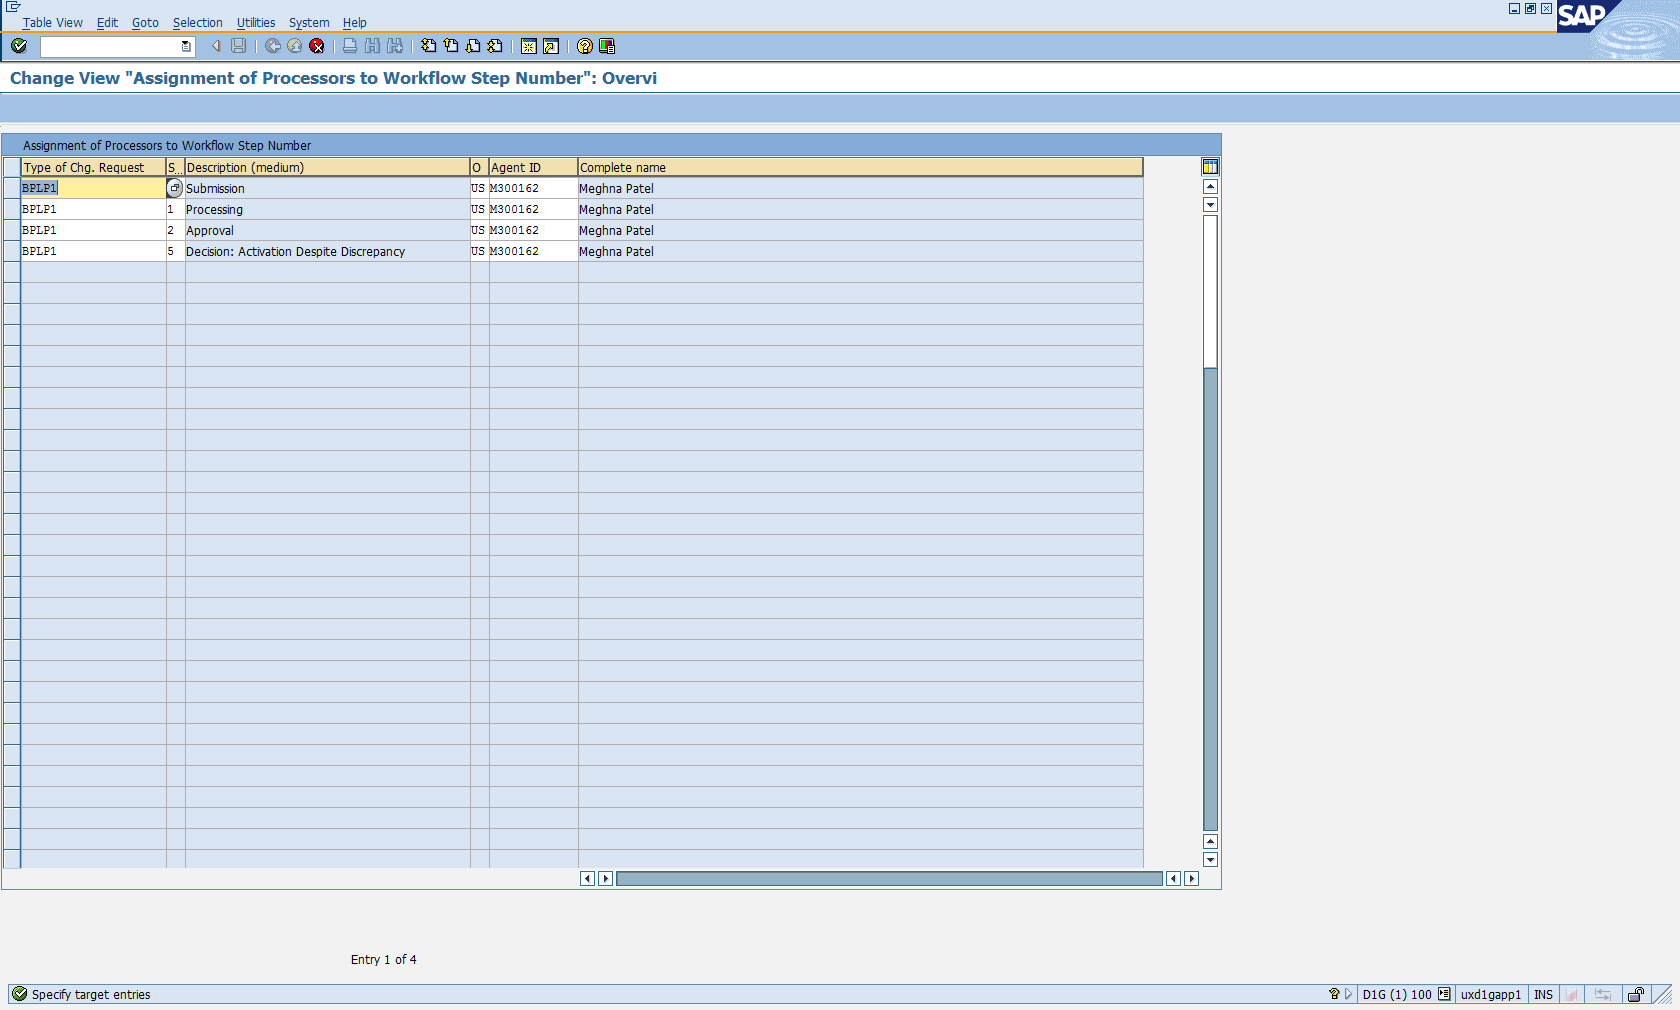 Table View Edit Goto Selection Utilities System Help
SAP
Change View "Assignment of Processors to Workflow Step Number": Overvi
Assignment of Processors to Workflow Step Number
Type of Chg. Request S... Description (medium) O Agent ID Complete name
BPLP1 Submission US M300162 Meghna Patel
BPLP1 1 Processing US M300162 Meghna Patel
BPLP1 2 Approval US M300162 Meghna Patel
BPLP1 5 Decision: Activation Despite Discrepancy US M300162 Meghna Patel
Entry 1 of 4
Specify target entries D1G (1) 100 uxd1gapp1 INS